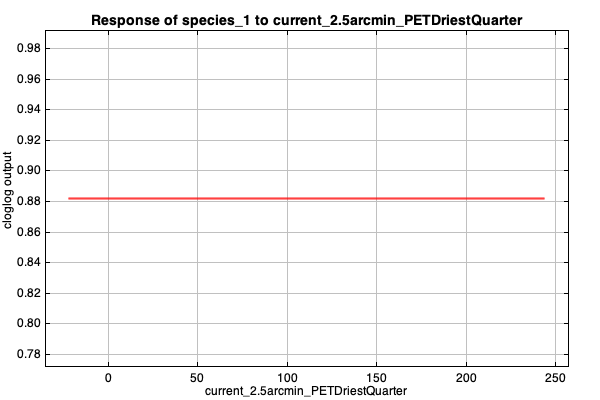 Response of species_1 to current_2.5arcmin_PETDriestQuarter
0.98
0.96
0.94
0.92
0.90
0.88
0.86
0.84
0.82
0.80
0.78
cloglog output
0 50 100 150 200 250
current_2.5arcmin_PETDriestQuarter